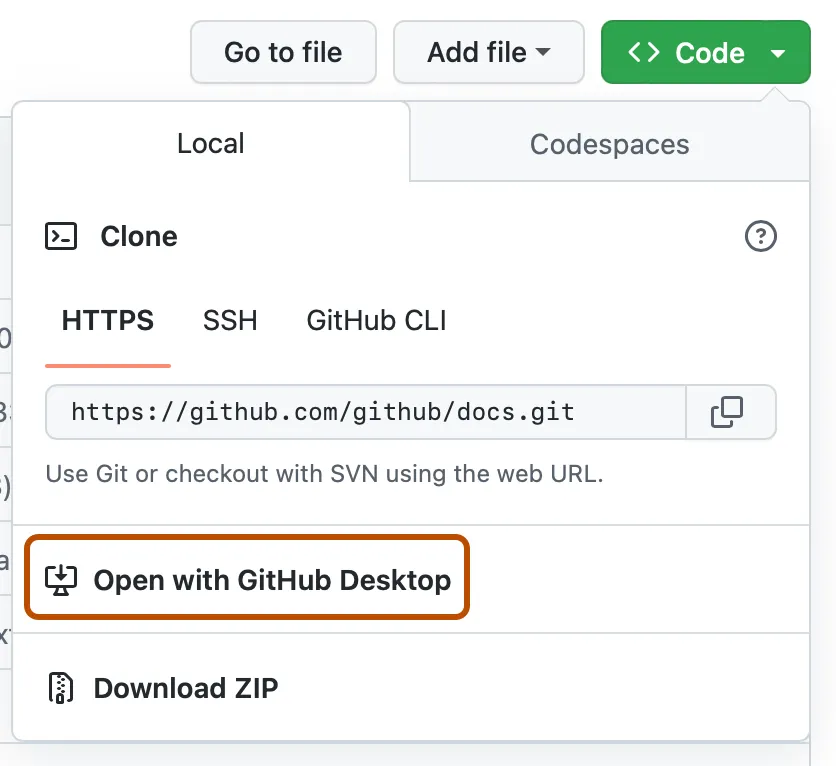 Go to file Add file Code
Local Codespaces
Clone
HTTPS SSH GitHub CLI
https://github.com/github/docs.git
Use Git or checkout with SVN using the web URL.
Open with GitHub Desktop
Download ZIP